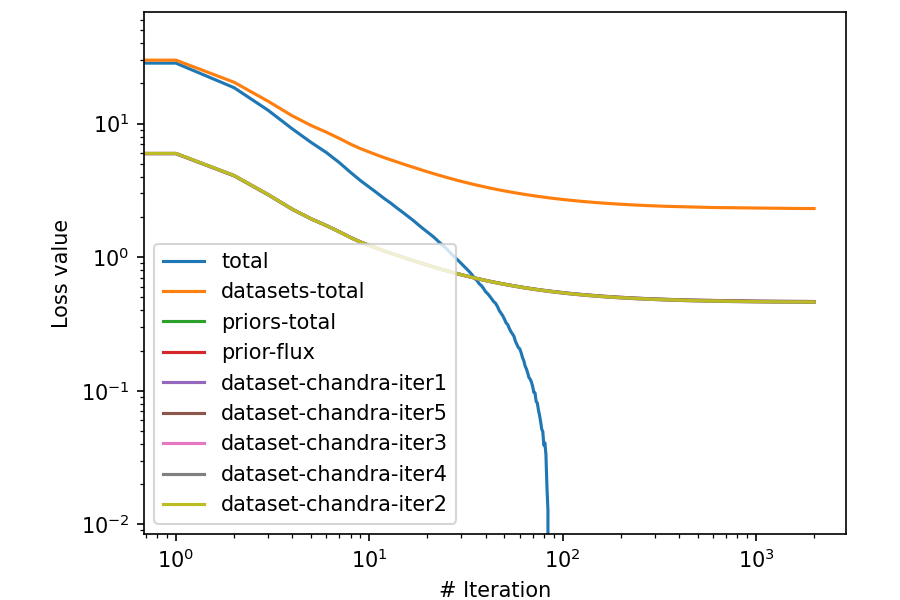 10¹
10⁰
10⁻¹
10⁻²
Loss value
total
datasets-total
priors-total
prior-flux
dataset-chandra-iter1
dataset-chandra-iter5
dataset-chandra-iter3
dataset-chandra-iter4
dataset-chandra-iter2
10⁰ 10¹ 10² 10³
# Iteration